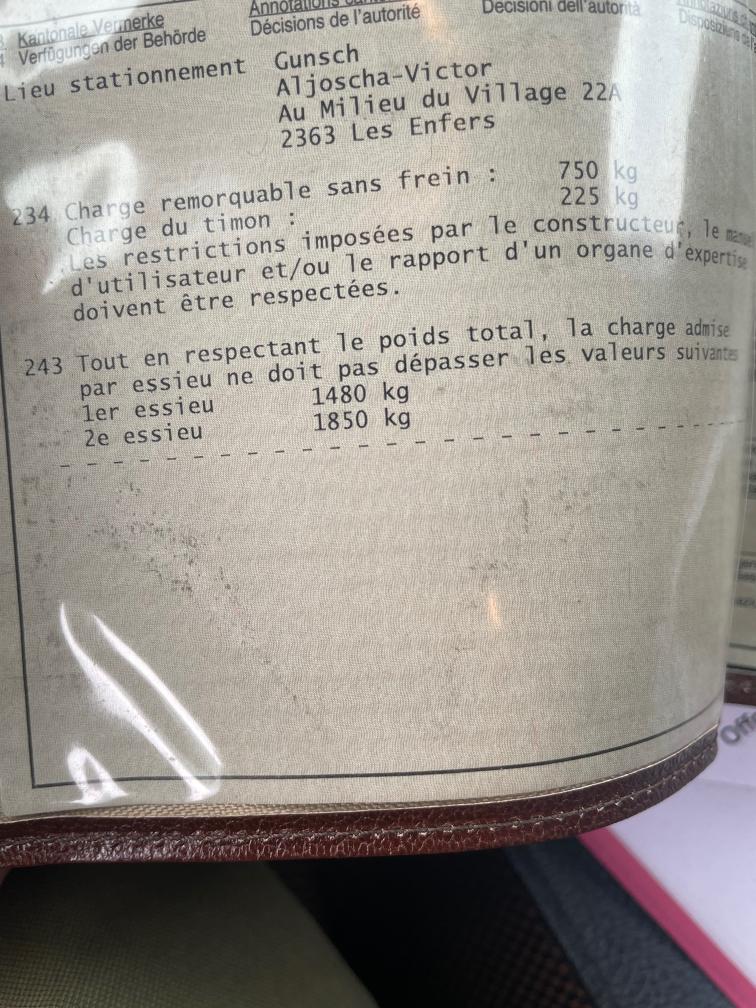 Kantonale Vermerke
Verfügungen der Behörde
Annotations
Décisions de l'autorité
Decisioni dell'autorità
Lieu stationnement Gunsch
Aljoscha-Victor
Au Milieu du Village 22A
2363 Les Enfers
234 Charge remorquable sans frein : 750 kg
Charge du timon : 225 kg
Les restrictions imposées par le constructeur, le
d'utilisateur et/ou le rapport d'un organe d'expertise
doivent être respectées.
243 Tout en respectant le poids total, la charge admise
par essieu ne doit pas dépasser les valeurs suivantes
1er essieu 1480 kg
2e essieu 1850 kg